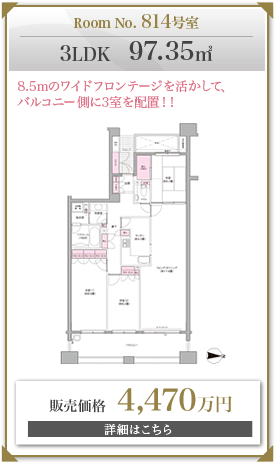 Room No. 814号室
3LDK 97.35㎡
8.5mのワイドフロンテージを活かして、
バルコニー側に3室を配置！！
販売価格 4,470万円
詳細はこちら